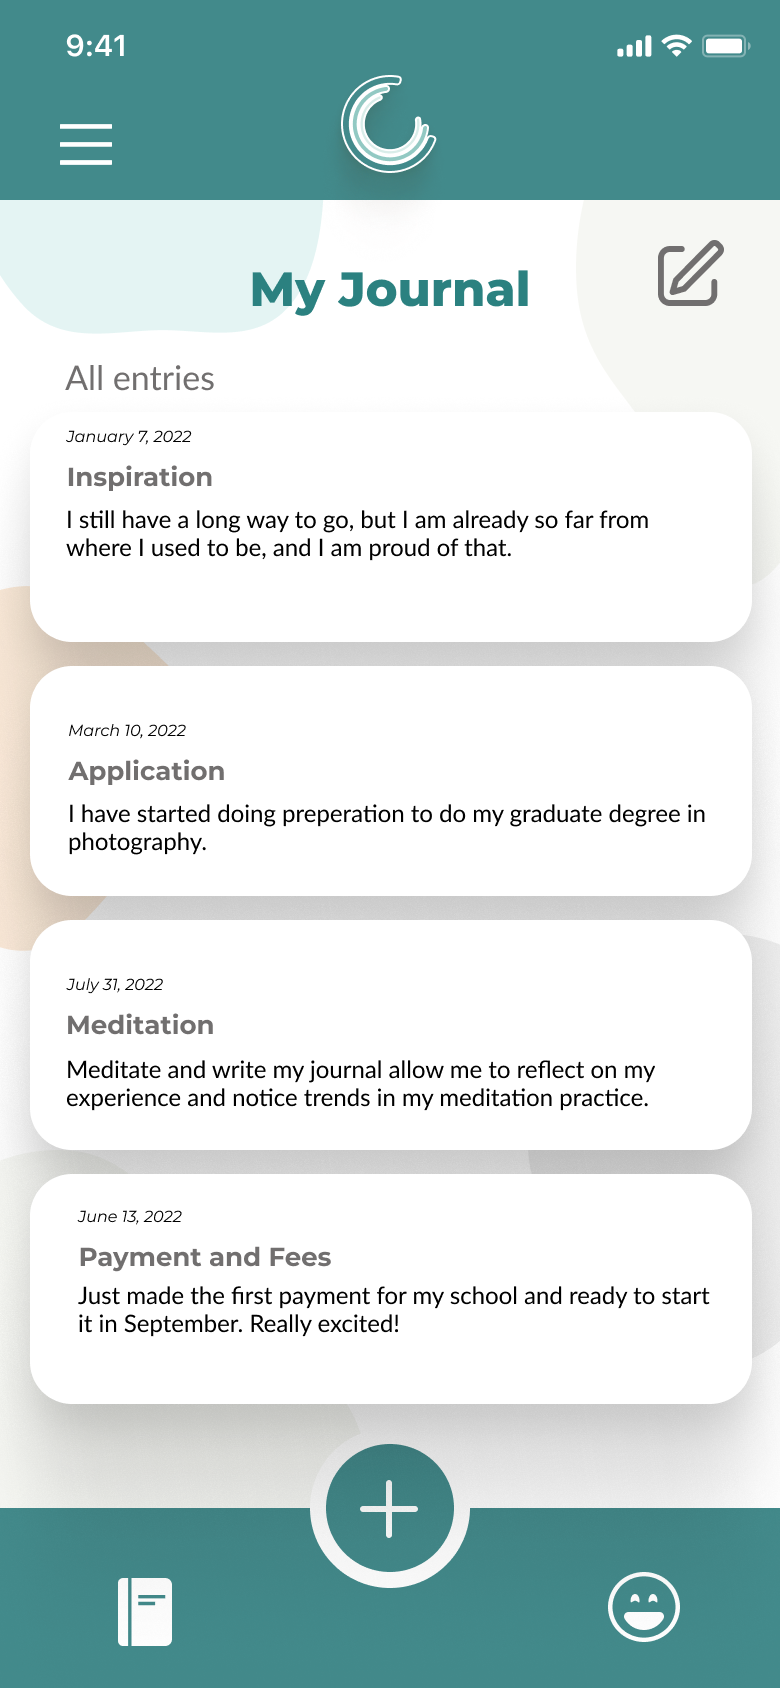 9:41
My Journal
All entries
January 7, 2022
Inspiration
I still have a long way to go, but I am already so far from
where I used to be, and I am proud of that.
March 10, 2022
Application
I have started doing preperation to do my graduate degree in
photography.
July 31, 2022
Meditation
Meditate and write my journal allow me to reflect on my
experience and notice trends in my meditation practice.
June 13, 2022
Payment and Fees
Just made the first payment for my school and ready to start
it in September. Really excited!